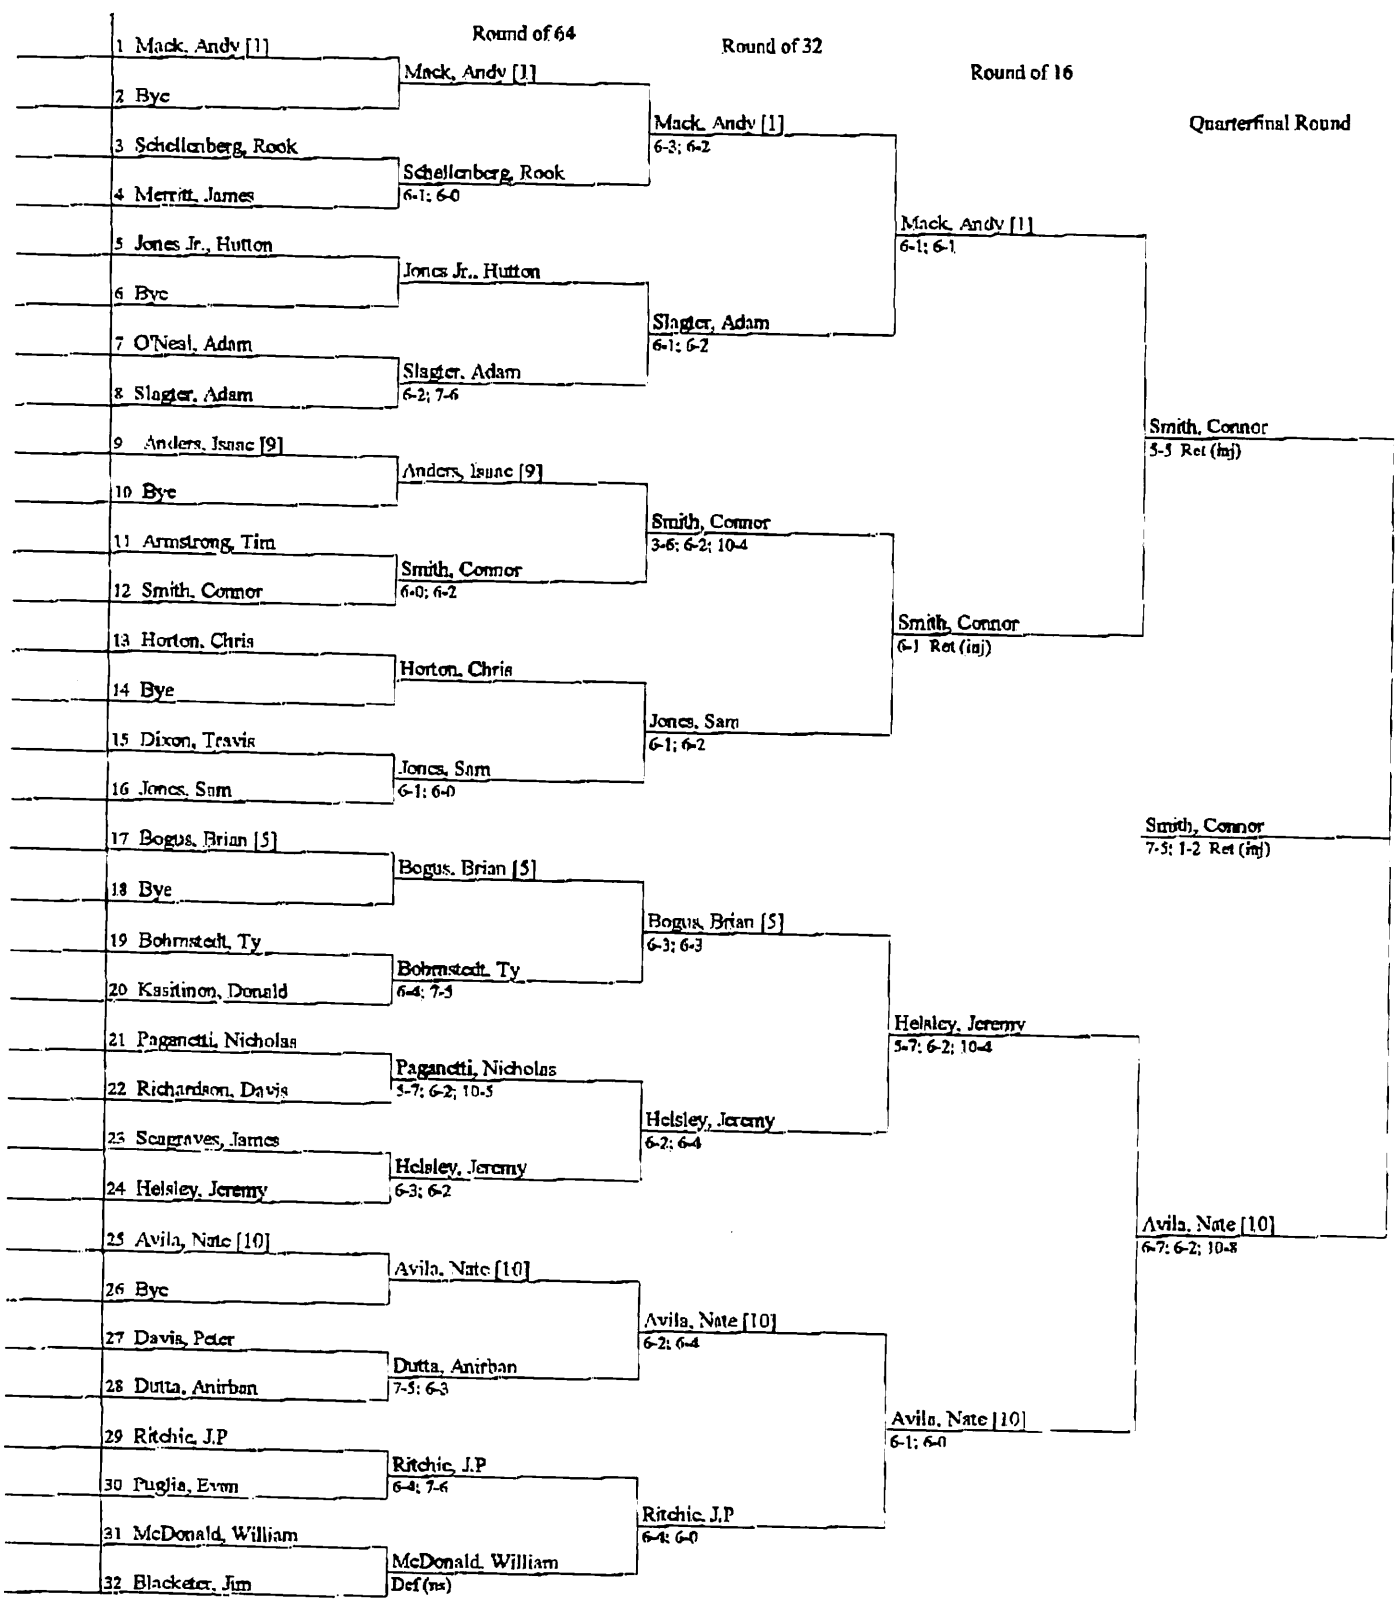 Round of 64
Round of 32
Round of 16
Quarterfinal Round
1 Mack, Andy [1]
2 Bye
3 Schellenberg, Rook
4 Merritt, James
5 Jones Jr., Hutton
6 Bye
7 O'Neal, Adam
8 Slagter, Adam
9 Anders, Isaac [9]
10 Bye
11 Armstrong, Tim
12 Smith, Connor
13 Horton, Chris
14 Bye
15 Dixon, Travis
16 Jones, Sam
17 Bogus, Brian [5]
18 Bye
19 Bohrnstedt, Ty
20 Kasitinon, Donald
21 Paganetti, Nicholas
22 Richardson, Davis
23 Seagraves, James
24 Helsley, Jeremy
25 Avila, Nate [10]
26 Bye
27 Davis, Peter
28 Dutta, Anirban
29 Ritchie, J.P
30 Puglia, Evan
31 McDonald, William
32 Blacketer, Jim
Mack, Andy [1]
Schellenberg, Rook
6-1; 6-0
Jones Jr., Hutton
Slagter, Adam
6-2; 7-6
Anders, Isaac [9]
Smith, Connor
6-0; 6-2
Horton, Chris
Jones, Sam
6-1; 6-0
Bogus, Brian [5]
Bohrnstedt, Ty
6-4; 7-5
Paganetti, Nicholas
5-7; 6-2; 10-5
Helsley, Jeremy
6-3; 6-2
Avila, Nate [10]
Dutta, Anirban
7-5; 6-3
Ritchie, J.P
6-4; 7-6
McDonald, William
Def (ns)
Mack, Andy [1]
6-3; 6-2
Slagter, Adam
6-1; 6-2
Smith, Connor
3-6; 6-2; 10-4
Jones, Sam
6-1; 6-2
Bogus, Brian [5]
6-3; 6-3
Helsley, Jeremy
6-2; 6-4
Avila, Nate [10]
6-2; 6-4
Ritchie, J.P
6-4; 6-0
Mack, Andy [1]
6-1; 6-1
Smith, Connor
6-1 Ret (inj)
Helsley, Jeremy
5-7; 6-2; 10-4
Avila, Nate [10]
6-1; 6-0
Smith, Connor
5-5 Ret (inj)
Avila, Nate [10]
6-7; 6-2; 10-8
Smith, Connor
7-5; 1-2 Ret (inj)